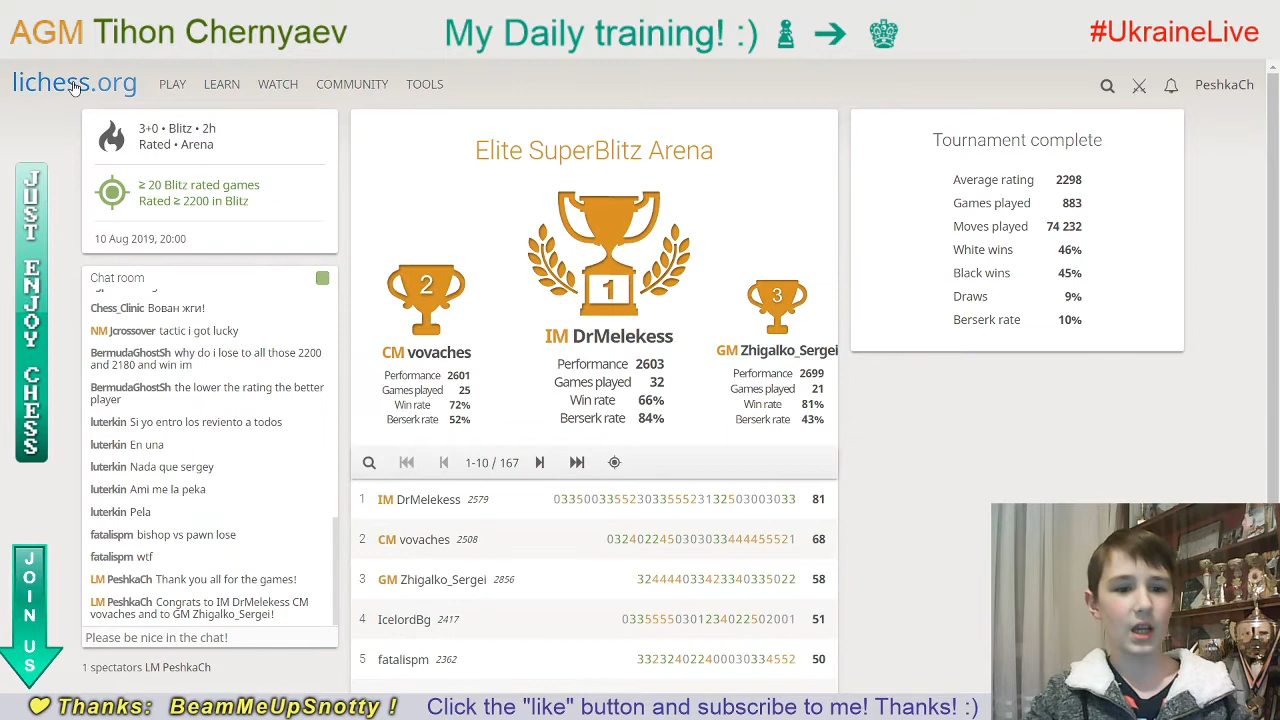 AGM Tihon Chernyaev
My Daily training! :)
#UkraineLive
lichess.org
PLAY
LEARN
WATCH
COMMUNITY
TOOLS
PeshkaCh
JUST ENJOY CHESS
JOIN US
3+0 • Blitz • 2h
Rated • Arena
≥ 20 Blitz rated games
Rated ≥ 2200 in Blitz
10 Aug 2019, 20:00
Chat room
Chess_Clinic Вован жги!
NM Jcrossover tactic i got lucky
BermudaGhostSh why do i lose to all those 2200
and 2180 and win im
BermudaGhostSh the lower the rating the better
player
luterkin Si yo entro los reviento a todos
luterkin En una
luterkin Nada que sergey
luterkin Ami me la peka
luterkin Pela
fatalispm bishop vs pawn lose
fatalispm wtf
LM PeshkaCh Thank you all for the games!
LM PeshkaCh Congrats to IM DrMelekess CM
vovaches and to GM Zhigalko_Sergei!
Please be nice in the chat!
1 spectators LM PeshkaCh
Elite SuperBlitz Arena
2
CM vovaches
Performance 2601
Games played 25
Win rate 72%
Berserk rate 52%
1
IM DrMelekess
Performance 2603
Games played 32
Win rate 66%
Berserk rate 84%
3
GM Zhigalko_Sergei
Performance 2699
Games played 21
Win rate 81%
Berserk rate 43%
1-10 / 167
1 IM DrMelekess 2579 0335003355230335552313250300303​3 81
2 CM vovaches 2508 0324022450303033444455521 68
3 GM Zhigalko_Sergei 2856 324444033423340335022 58
4 IcelordBg 2417 0335555030123402250​2001 51
5 fatalispm 2362 33232402240003033​4552 50
Tournament complete
Average rating 2298
Games played 883
Moves played 74 232
White wins 46%
Black wins 45%
Draws 9%
Berserk rate 10%
Thanks: BeamMeUpSnotty !
Click the "like" button and subscribe to me! Thanks! :)